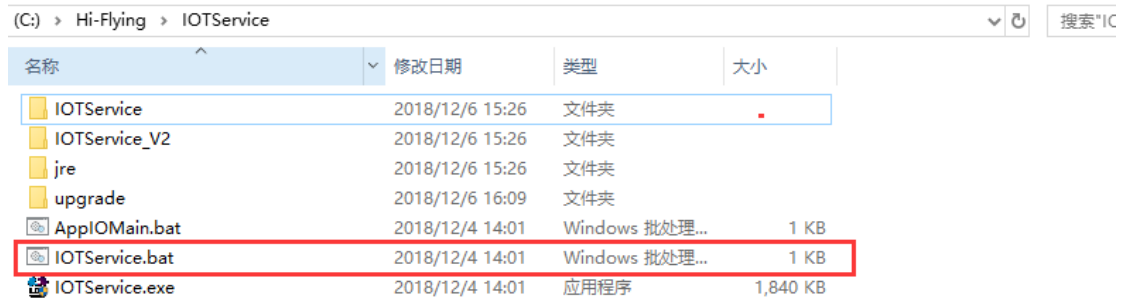 (C:) > Hi-Flying > IOTService 搜索"IC
名称 修改日期 类型 大小
IOTService 2018/12/6 15:26 文件夹
IOTService_V2 2018/12/6 15:26 文件夹
jre 2018/12/6 15:26 文件夹
upgrade 2018/12/6 16:09 文件夹
AppIOMain.bat 2018/12/4 14:01 Windows 批处理... 1 KB
IOTService.bat 2018/12/4 14:01 Windows 批处理... 1 KB
IOTService.exe 2018/12/4 14:01 应用程序 1,840 KB